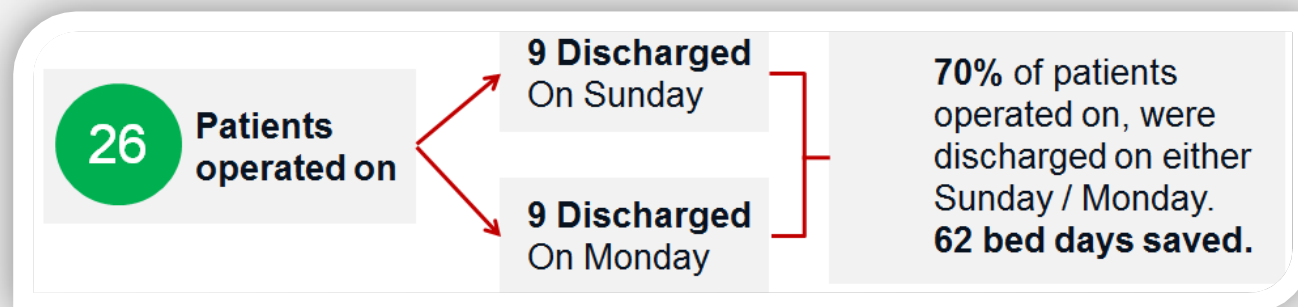 26
Patients
operated on
9 Discharged
On Sunday
9 Discharged
On Monday
70% of patients
operated on, were
discharged on either
Sunday / Monday.
62 bed days saved.